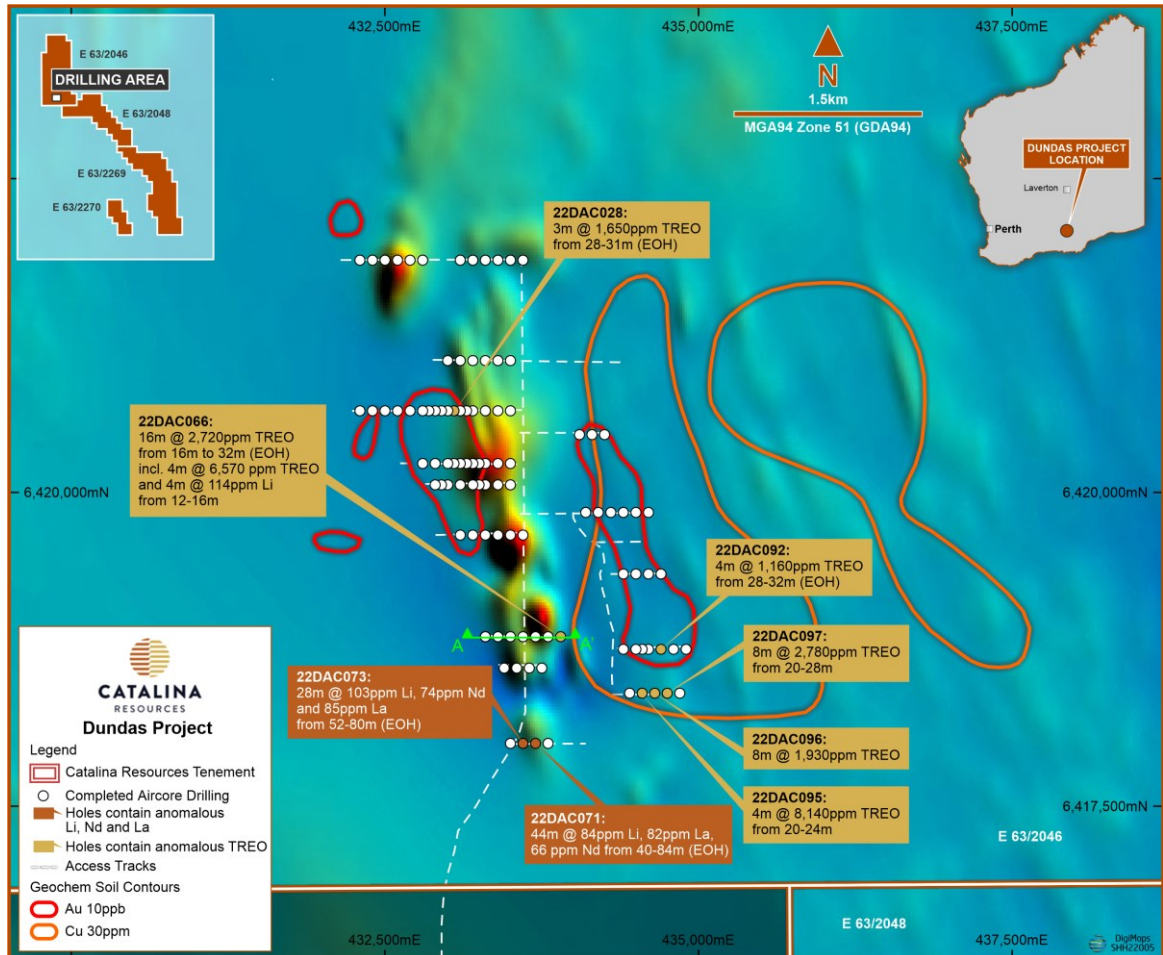 432,500mE
435,000mE
437,500mE
E 63/2046
DRILLING AREA
E 63/2048
E 63/2269
E 63/2270
N
1.5km
MGA94 Zone 51 (GDA94)
DUNDAS PROJECT
LOCATION
Laverton
Perth
22DAC028:
3m @ 1,650ppm TREO
from 28-31m (EOH)
22DAC066:
16m @ 2,720ppm TREO
from 16m to 32m (EOH)
incl. 4m @ 6,570 ppm TREO
and 4m @ 114ppm Li
from 12-16m
6,420,000mN
6,420,000mN
22DAC092:
4m @ 1,160ppm TREO
from 28-32m (EOH)
A
A'
22DAC097:
8m @ 2,780ppm TREO
from 20-28m
22DAC073:
28m @ 103ppm Li, 74ppm Nd
and 85ppm La
from 52-80m (EOH)
22DAC096:
8m @ 1,930ppm TREO
22DAC095:
4m @ 8,140ppm TREO
from 20-24m
22DAC071:
44m @ 84ppm Li, 82ppm La,
66 ppm Nd from 40-84m (EOH)
6,417,500mN
E 63/2046
CATALINA
RESOURCES
Dundas Project
Legend
Catalina Resources Tenement
Completed Aircore Drilling
Holes contain anomalous
Li, Nd and La
Holes contain anomalous TREO
Access Tracks
Geochem Soil Contours
Au 10ppb
Cu 30ppm
E 63/2048
432,500mE
435,000mE
437,500mE
DigiMaps
SHH22005